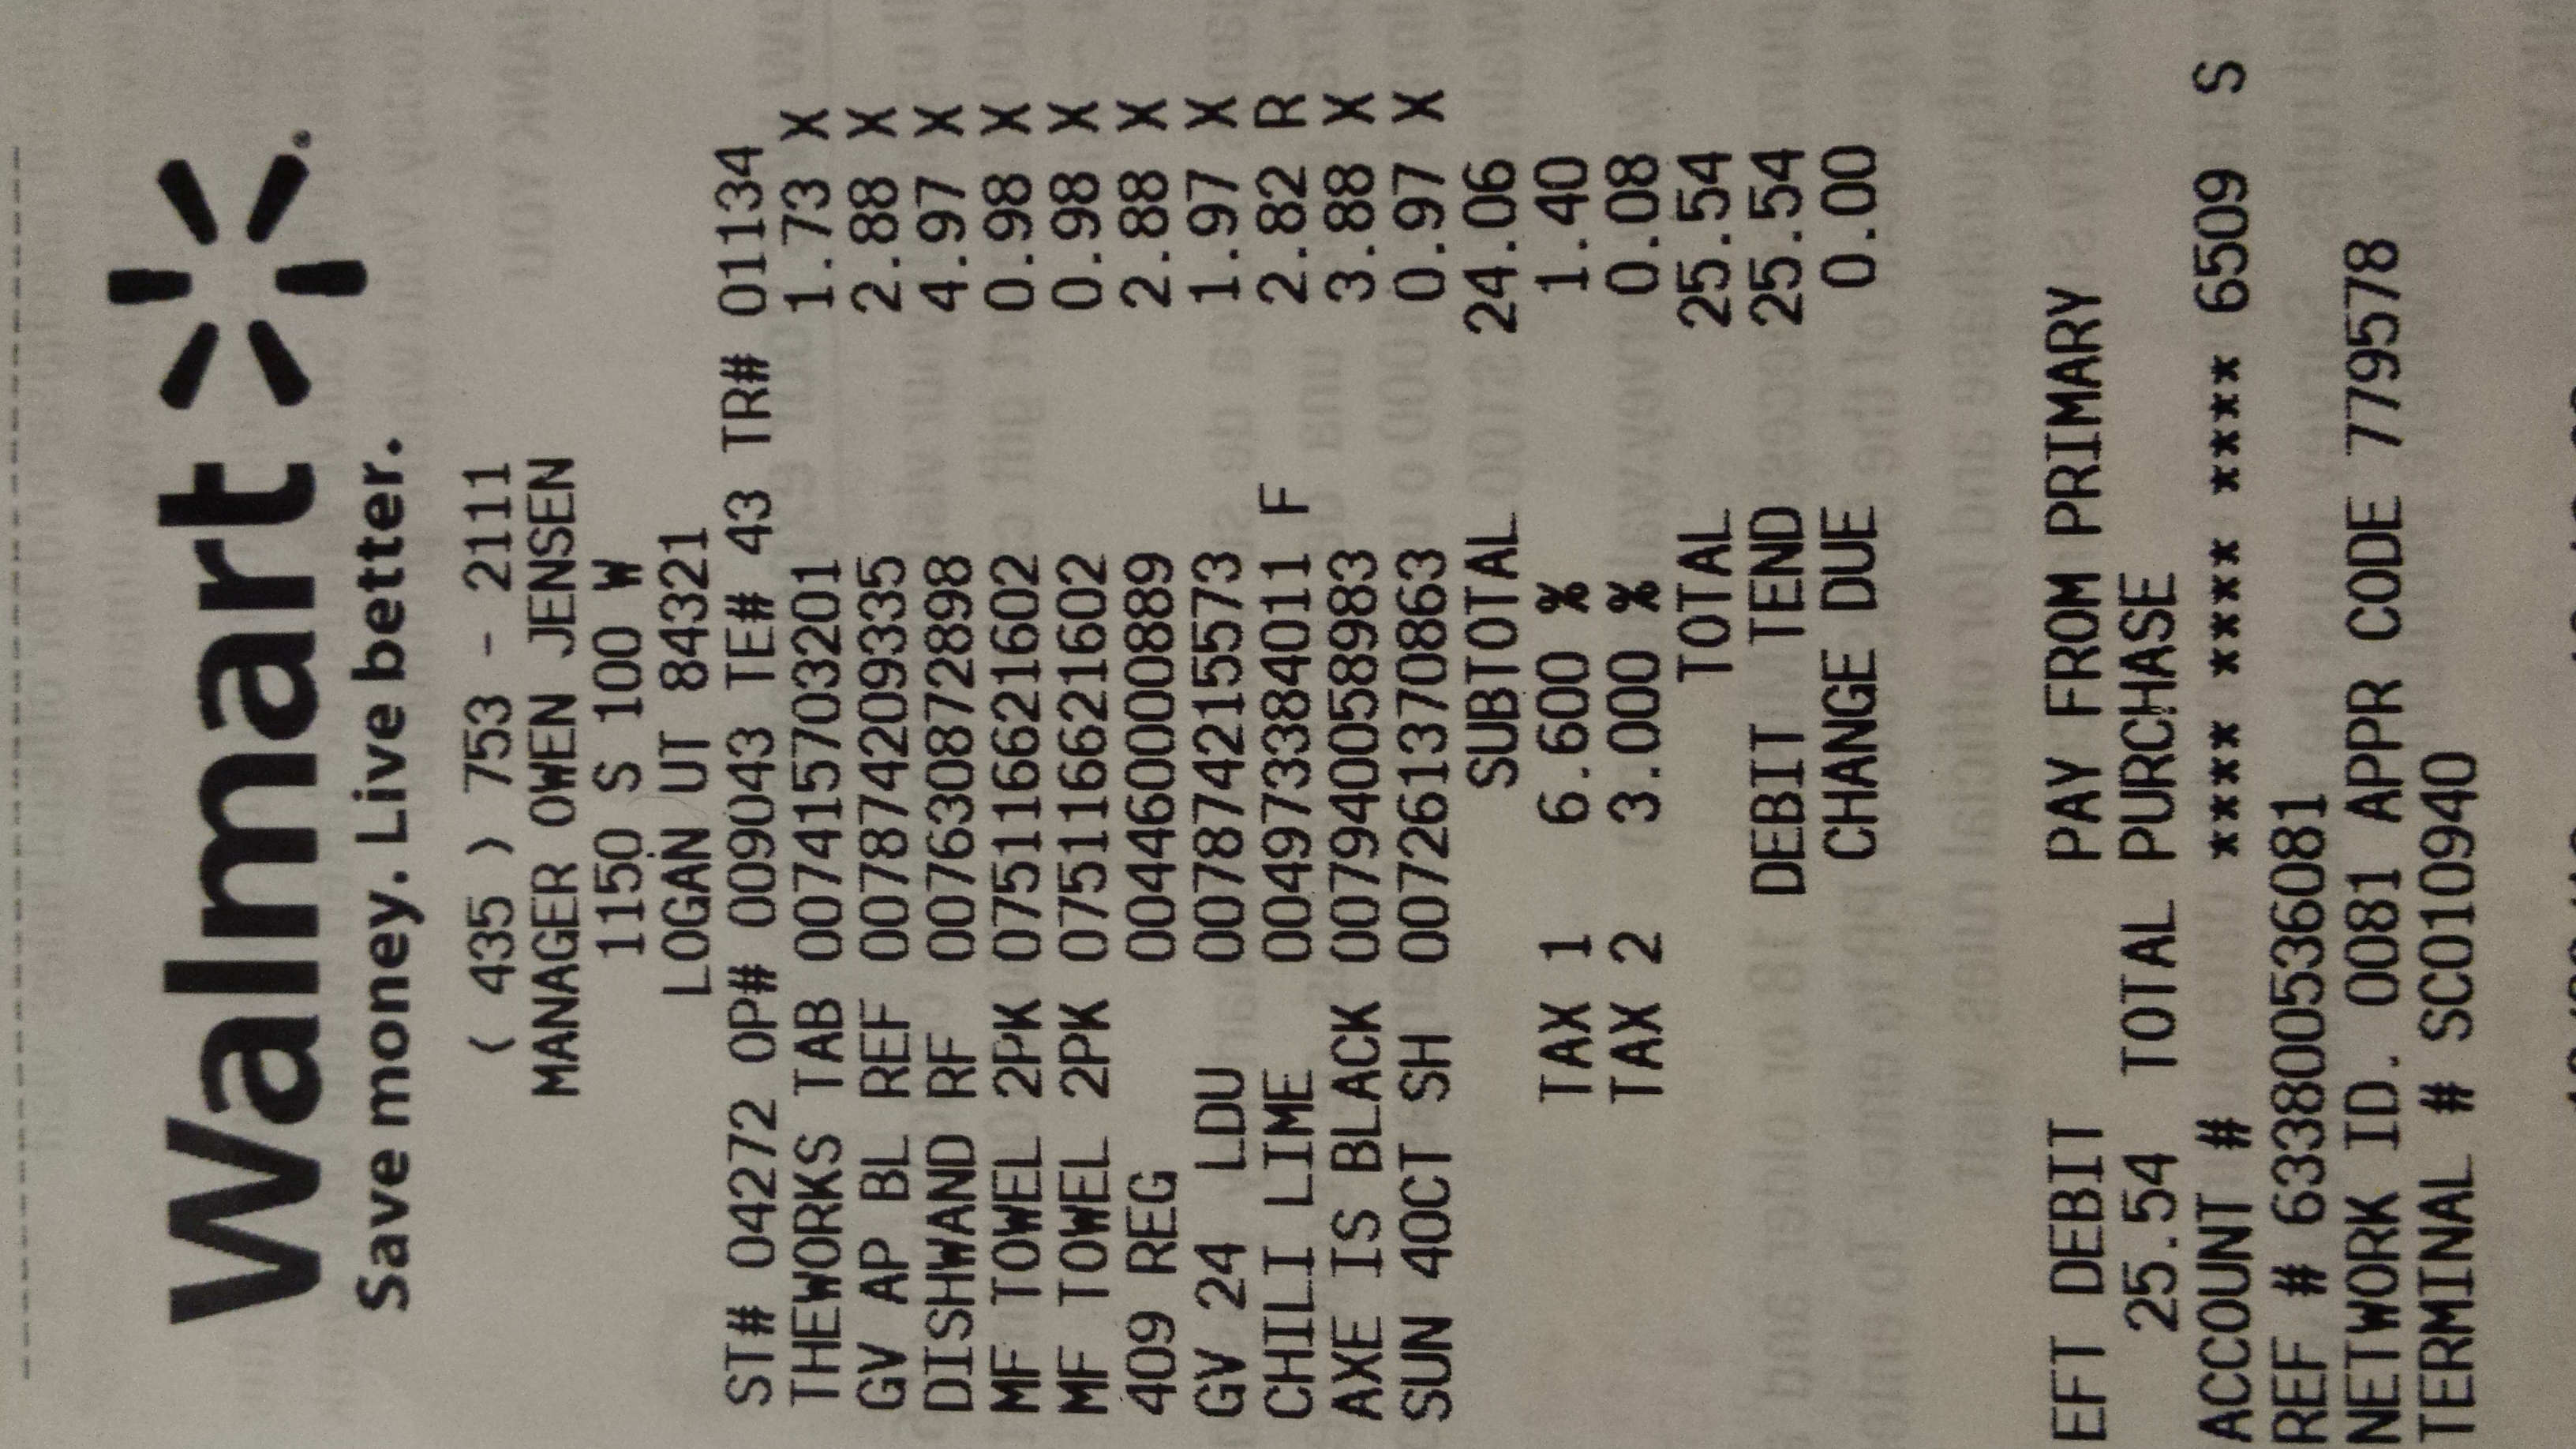 Walmart
Save money. Live better.
( 435 ) 753 - 2111
MANAGER OWEN JENSEN
1150 S 100 W
LOGAN UT 84321
ST# 04272 OP# 009043 TE# 43 TR# 01134
THEWORKS TAB 007415703201 1.73 X
GV AP BL REF 007874209335 2.88 X
DISHWAND RF 007630872898 4.97 X
MF TOWEL 2PK 075116621602 0.98 X
MF TOWEL 2PK 075116621602 0.98 X
409 REG 004460000889 2.88 X
GV 24 LDU 007874215573 1.97 X
CHILI LIME 004973384011 F 2.82 R
AXE IS BLACK 007940058983 3.88 X
SUN 40CT SH 007261370863 0.97 X
SUBTOTAL 24.06
TAX 1 6.600 % 1.40
TAX 2 3.000 % 0.08
TOTAL 25.54
DEBIT TEND 25.54
CHANGE DUE 0.00
EFT DEBIT PAY FROM PRIMARY
25.54 TOTAL PURCHASE
ACCOUNT # **** **** **** 6509 S
REF # 633800536081
NETWORK ID. 0081 APPR CODE 779578
TERMINAL # SC010940